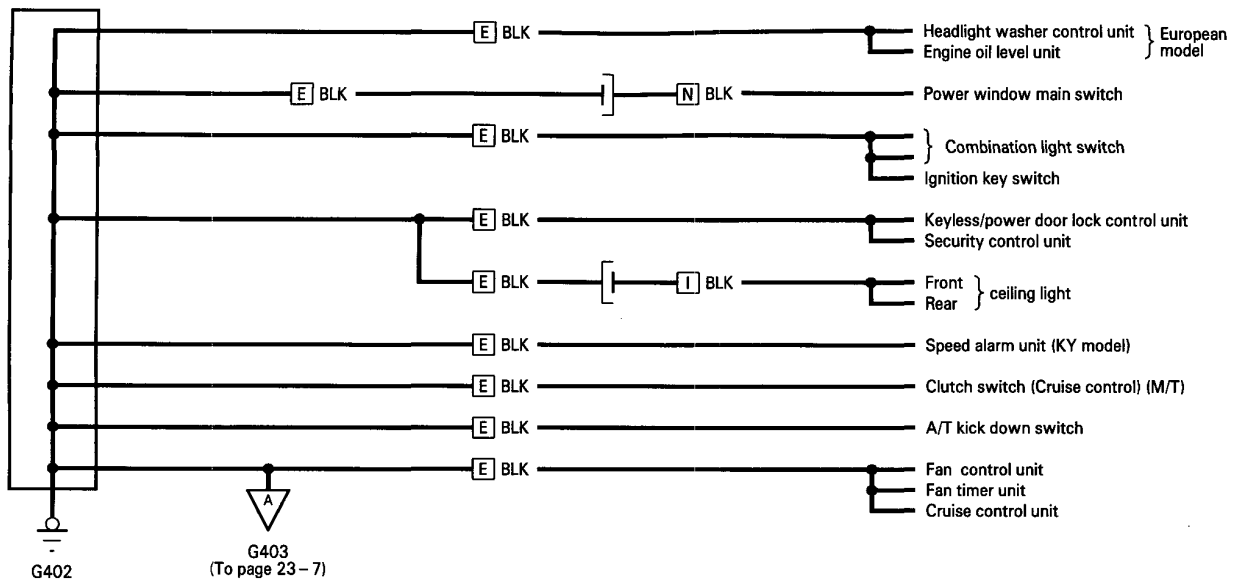 E BLK Headlight washer control unit European
Engine oil level unit model
E BLK N BLK Power window main switch
E BLK Combination light switch
Ignition key switch
E BLK Keyless/power door lock control unit
Security control unit
E BLK I BLK Front ceiling light
Rear
E BLK Speed alarm unit (KY model)
E BLK Clutch switch (Cruise control) (M/T)
E BLK A/T kick down switch
E BLK Fan control unit
A Fan timer unit
Cruise control unit
G403
(To page 23–7)
G402